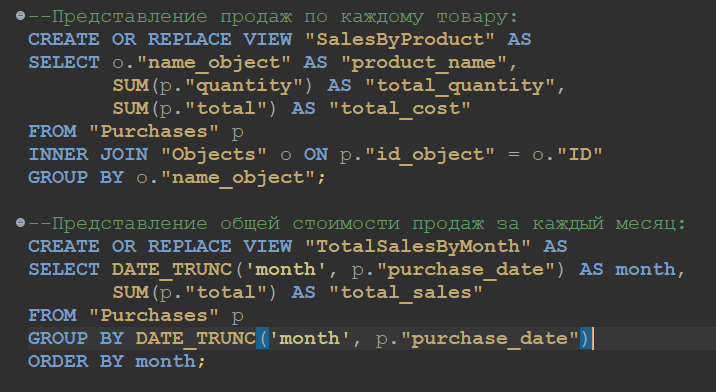 --Представление продаж по каждому товару:
CREATE OR REPLACE VIEW "SalesByProduct" AS
SELECT o."name_object" AS "product_name",
       SUM(p."quantity") AS "total_quantity",
       SUM(p."total") AS "total_cost"
FROM "Purchases" p
INNER JOIN "Objects" o ON p."id_object" = o."ID"
GROUP BY o."name_object";
--Представление общей стоимости продаж за каждый месяц:
CREATE OR REPLACE VIEW "TotalSalesByMonth" AS
SELECT DATE_TRUNC('month', p."purchase_date") AS month,
       SUM(p."total") AS "total_sales"
FROM "Purchases" p
GROUP BY DATE_TRUNC('month', p."purchase_date")
ORDER BY month;